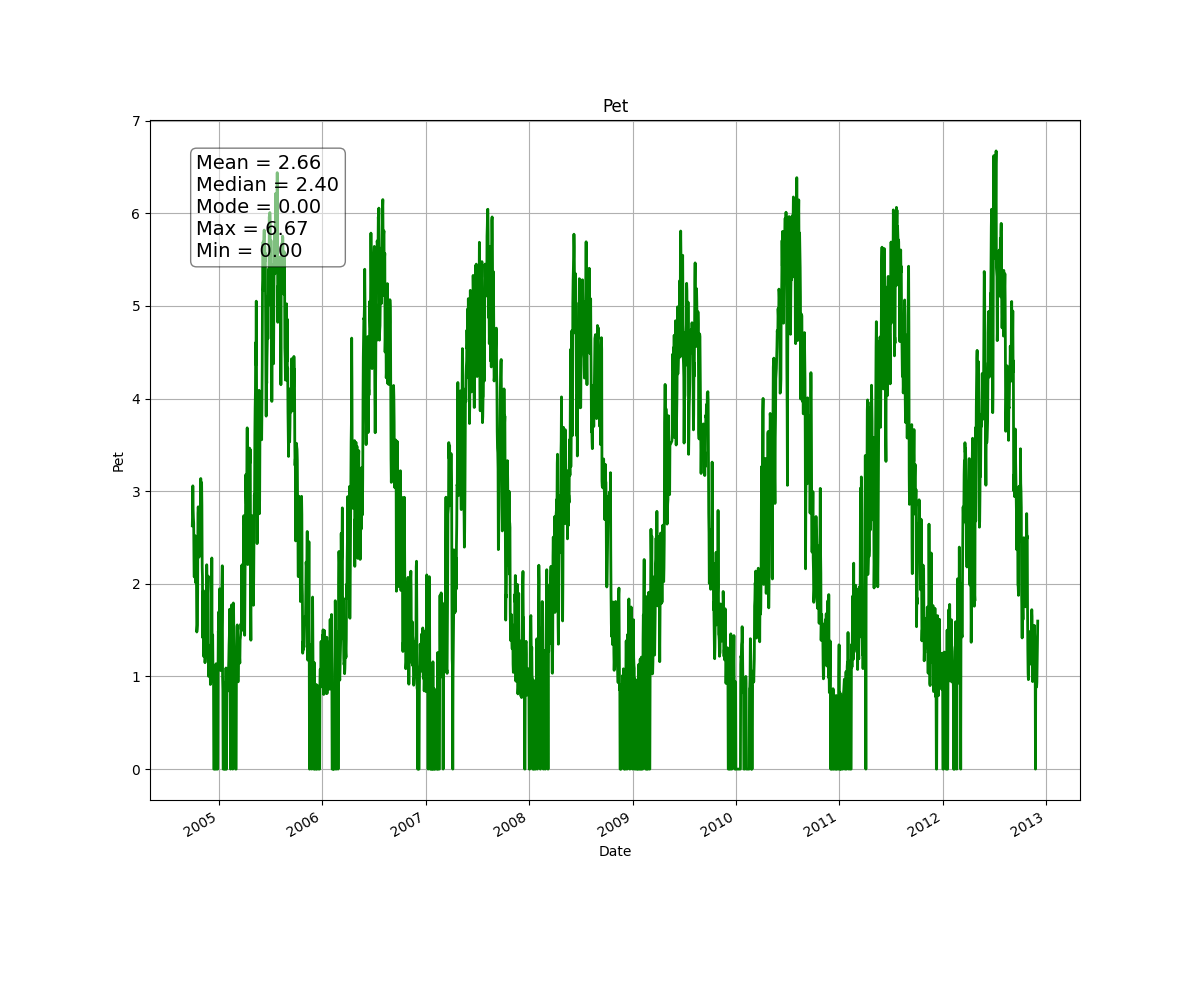 Pet
7
Mean = 2.66
Median = 2.40
Mode = 0.00
Max = 6.67
Min = 0.00
6
5
4
3
2
1
0
Pet
2005 2006 2007 2008 2009 2010 2011 2012 2013
Date